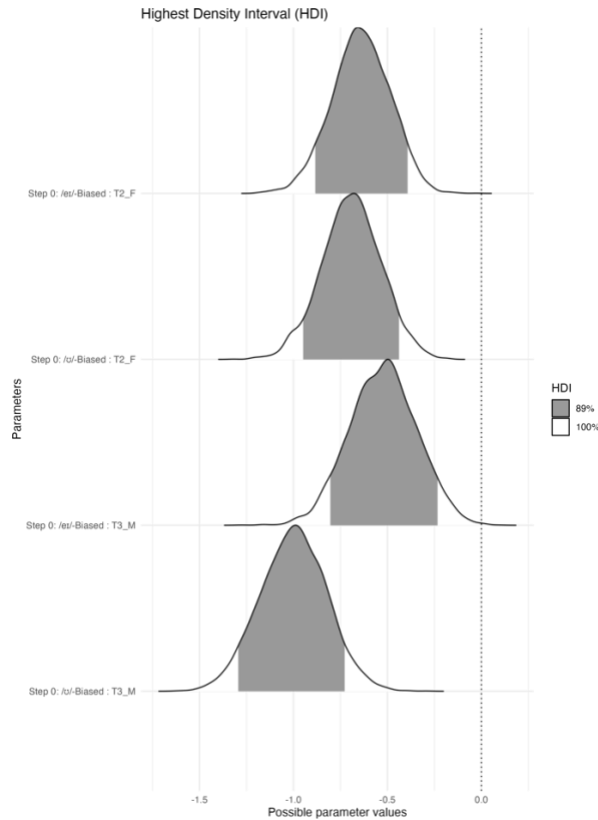 Highest Density Interval (HDI)
Step 0: /eɪ/-Biased : T2_F
Step 0: /ʊ/-Biased : T2_F
Step 0: /eɪ/-Biased : T3_M
Step 0: /ʊ/-Biased : T3_M
Parameters
HDI
89%
100%
-1.5
-1.0
-0.5
0.0
Possible parameter values